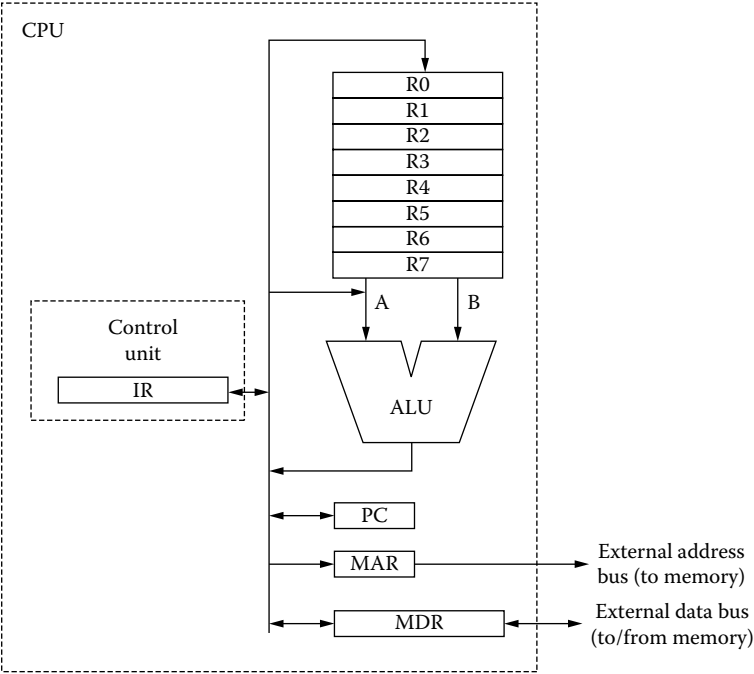 CPU
R0
R1
R2
R3
R4
R5
R6
R7
A
B
Control
unit
IR
ALU
PC
MAR
External address
bus (to memory)
MDR
External data bus
(to/from memory)